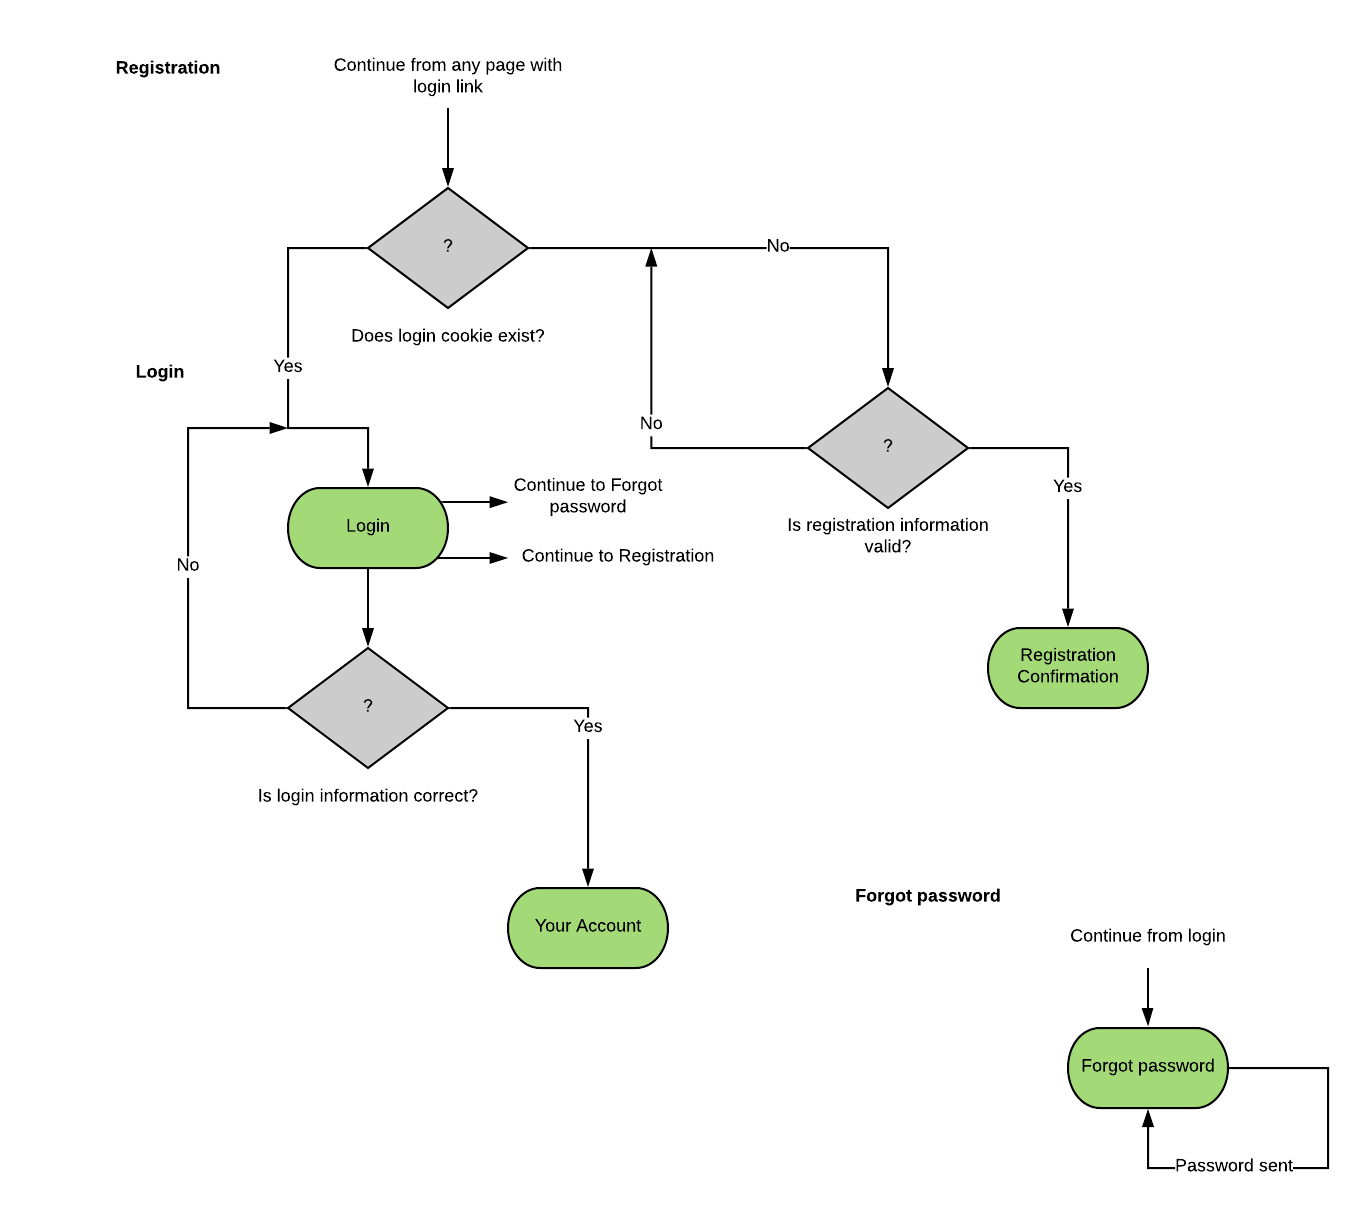 Registration
Continue from any page with
login link
?
No
Does login cookie exist?
Yes
Login
No
?
Yes
Continue to Forgot
password
Login
Is registration information
valid?
Continue to Registration
No
Registration
Confirmation
?
Yes
Is login information correct?
Your Account
Forgot password
Continue from login
Forgot password
Password sent